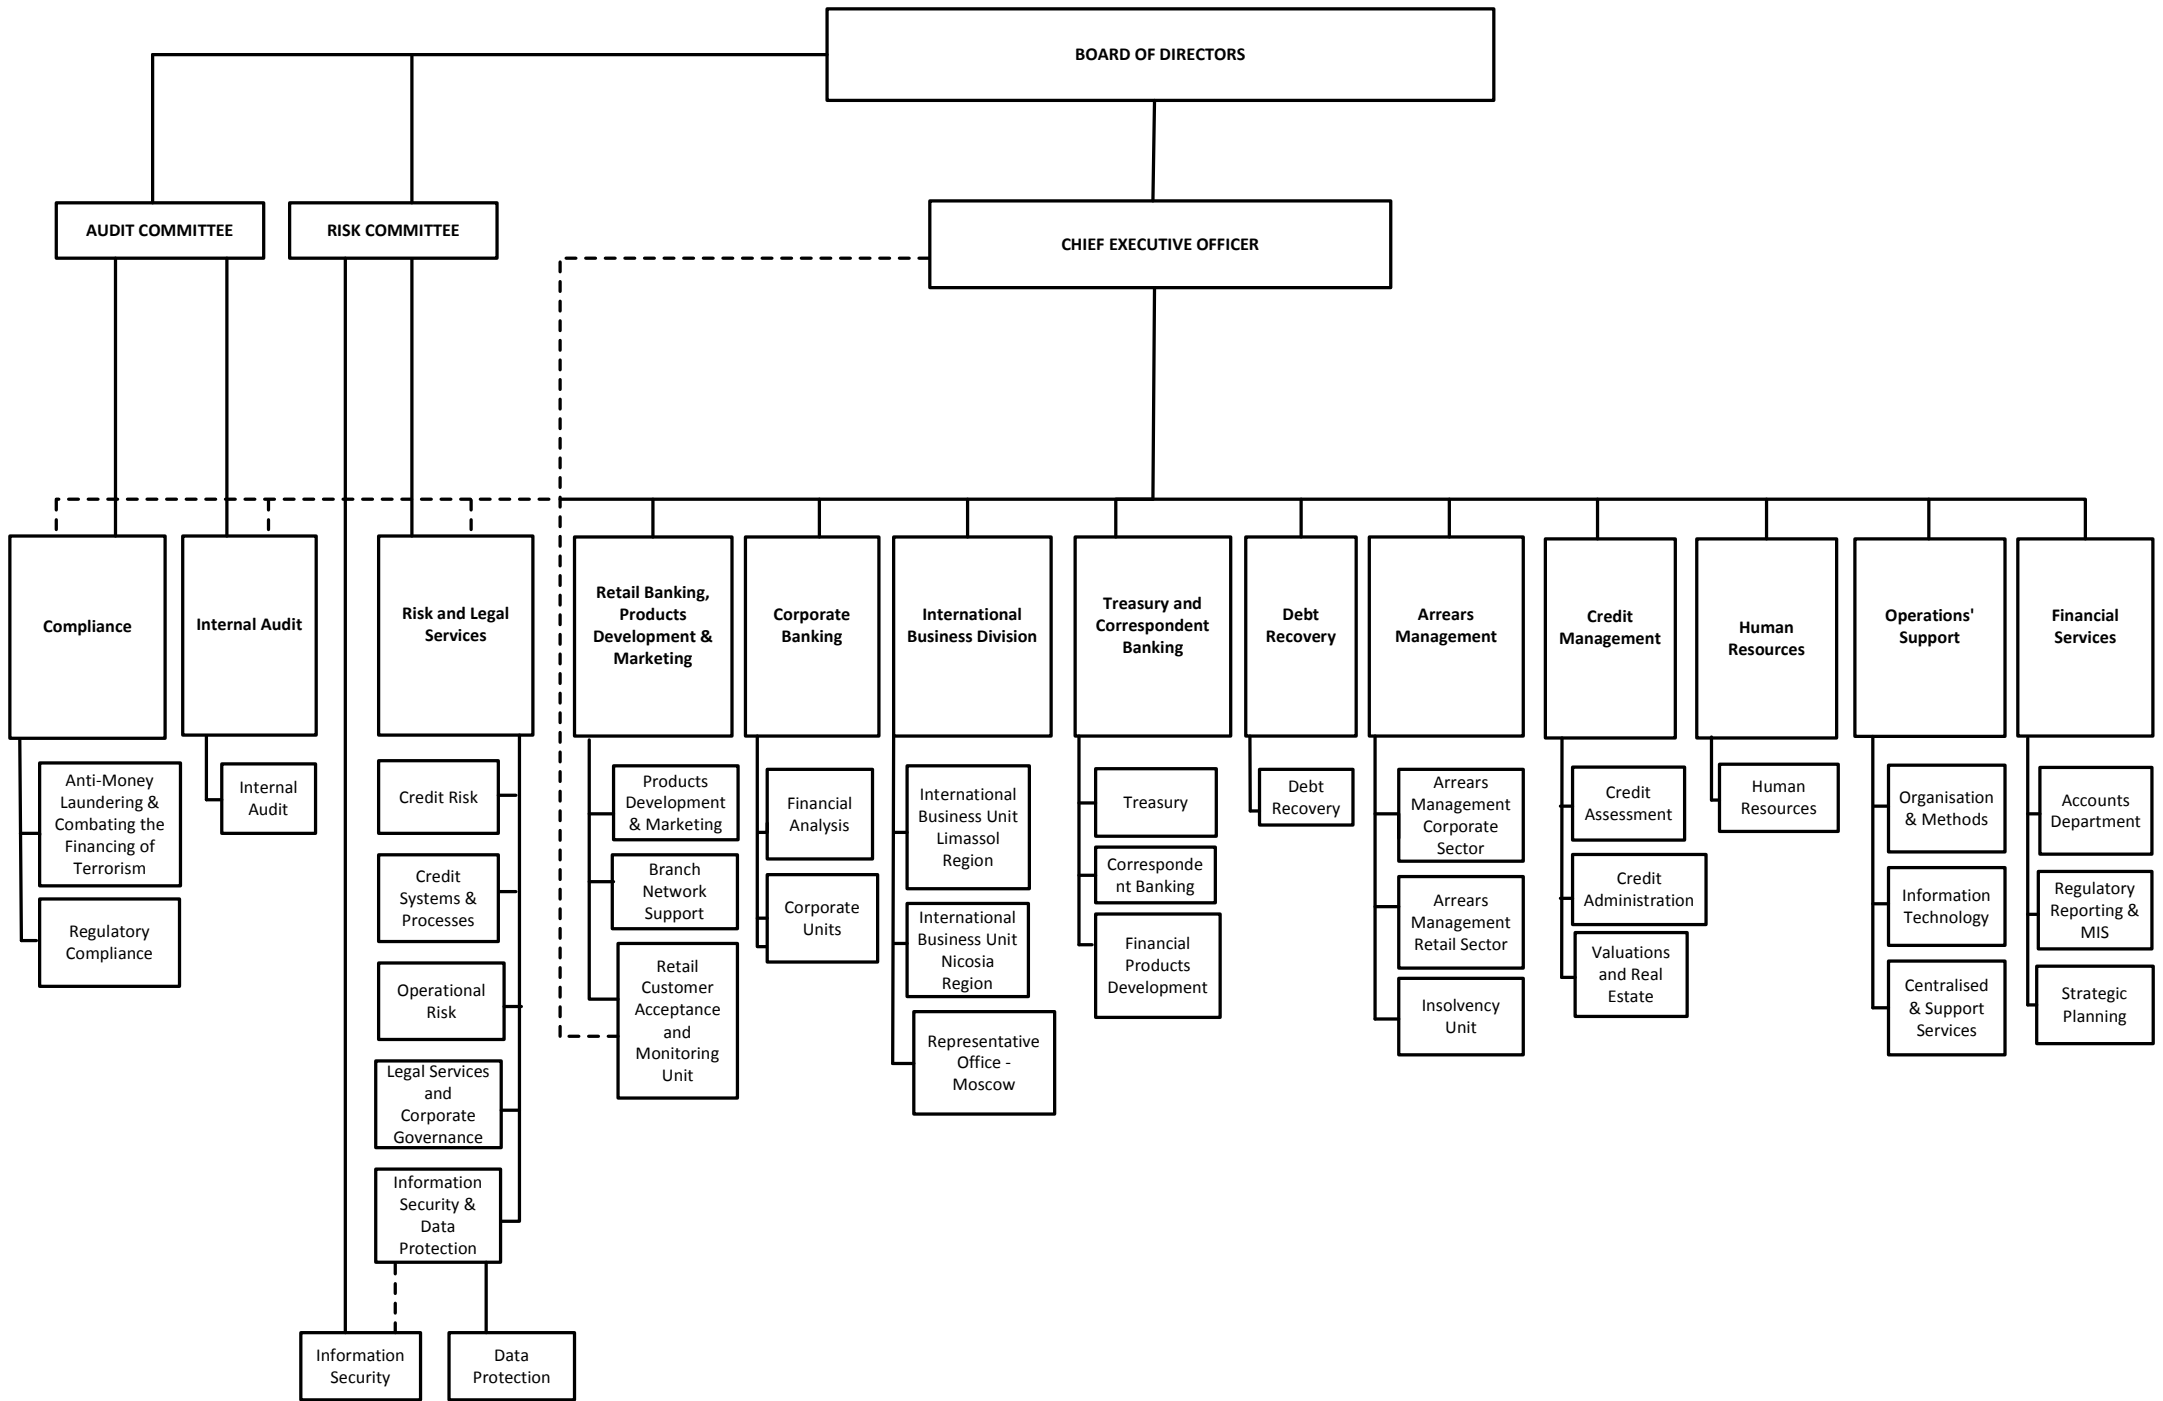 BOARD OF DIRECTORS
AUDIT COMMITTEE
RISK COMMITTEE
CHIEF EXECUTIVE OFFICER
Compliance
Internal Audit
Risk and Legal
Services
Retail Banking,
Products
Development &
Marketing
Corporate
Banking
International
Business Division
Treasury and
Correspondent
Banking
Debt
Recovery
Arrears
Management
Credit
Management
Human
Resources
Operations'
Support
Financial
Services
Anti-Money
Laundering &
Combating the
Financing of
Terrorism
Regulatory
Compliance
Internal
Audit
Credit Risk
Credit
Systems &
Processes
Operational
Risk
Legal Services
and
Corporate
Governance
Information
Security &
Data
Protection
Information
Security
Data
Protection
Products
Development
& Marketing
Branch
Network
Support
Retail
Customer
Acceptance
and
Monitoring
Unit
Financial
Analysis
Corporate
Units
International
Business Unit
Limassol
Region
International
Business Unit
Nicosia
Region
Representative
Office -
Moscow
Treasury
Corresponde
nt Banking
Financial
Products
Development
Debt
Recovery
Arrears
Management
Corporate
Sector
Arrears
Management
Retail Sector
Insolvency
Unit
Credit
Assessment
Credit
Administration
Valuations
and Real
Estate
Human
Resources
Organisation
& Methods
Information
Technology
Centralised
& Support
Services
Accounts
Department
Regulatory
Reporting &
MIS
Strategic
Planning